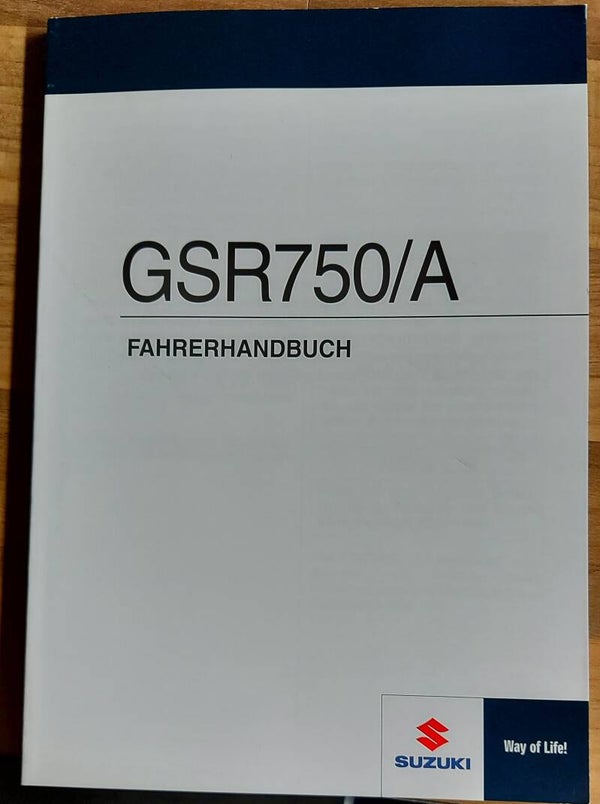 GSR750/A
FAHRERHANDBUCH
SUZUKI
Way of Life!